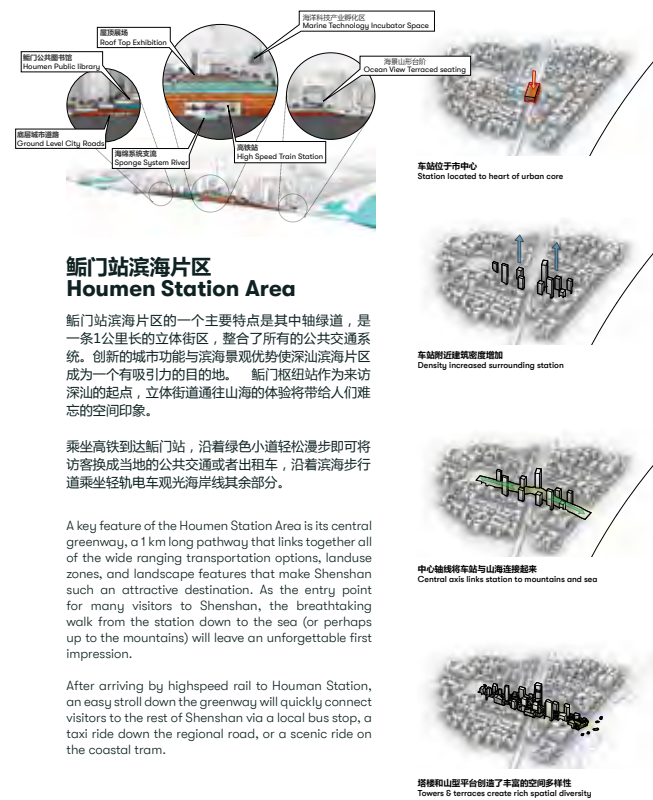 海洋科技产业孵化区
Marine Technology Incubator Space
屋顶展场
Roof Top Exhibition
鲘门公共图书馆
Houmen Public library
海景山形台阶
Ocean View Terraced seating
底层城市道路
Ground Level City Roads
海绵系统支流
Sponge System River
高铁站
High Speed Train Station
鲘门站滨海片区
Houmen Station Area
鲘门站滨海片区的一个主要特点是其中轴绿道，是
一条1公里长的立体街区，整合了所有的公共交通系
统。创新的城市功能与滨海景观优势使深汕滨海片区
成为一个有吸引力的目的地。 鲘门枢纽站作为来访
深汕的起点，立体街道通往山海的体验将带给人们难
忘的空间印象。
乘坐高铁到达鲘门站，沿着绿色小道轻松漫步即可将
访客换成当地的公共交通或者出租车，沿着滨海步行
道乘坐轻轨电车观光海岸线其余部分。
A key feature of the Houmen Station Area is its central
greenway, a 1 km long pathway that links together all
of the wide ranging transportation options, landuse
zones, and landscape features that make Shenshan
such an attractive destination. As the entry point
for many visitors to Shenshan, the breathtaking
walk from the station down to the sea (or perhaps
up to the mountains) will leave an unforgettable first
impression.
After arriving by highspeed rail to Houman Station,
an easy stroll down the greenway will quickly connect
visitors to the rest of Shenshan via a local bus stop, a
taxi ride down the regional road, or a scenic ride on
the coastal tram.
车站位于市中心
Station located to heart of urban core
车站附近建筑密度增加
Density increased surrounding station
中心轴线将车站与山海连接起来
Central axis links station to mountains and sea
塔楼和山型平台创造了丰富的空间多样性
Towers & terraces create rich spatial diversity